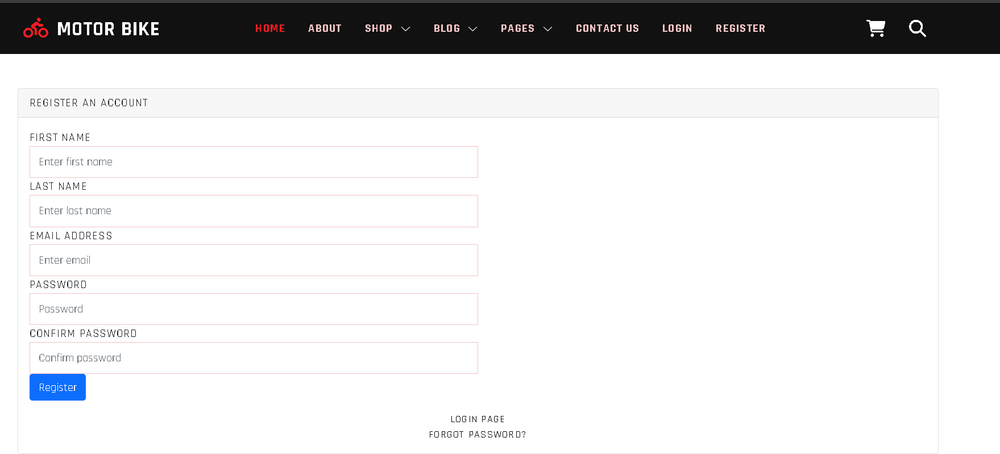 MOTOR BIKE HOME ABOUT SHOP BLOG PAGES CONTACT US LOGIN REGISTER
REGISTER AN ACCOUNT
FIRST NAME
Enter first name
LAST NAME
Enter last name
EMAIL ADDRESS
Enter email
PASSWORD
Password
CONFIRM PASSWORD
Confirm password
Register
LOGIN PAGE
FORGOT PASSWORD?